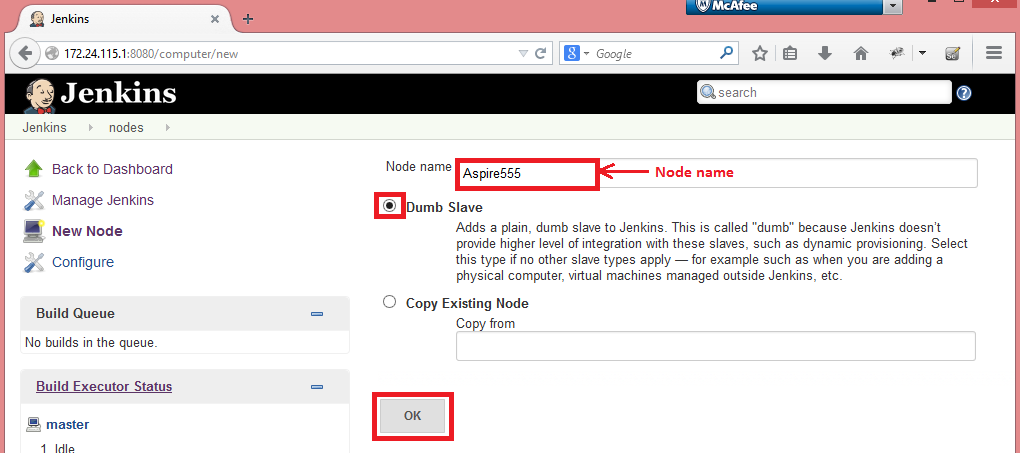 McAfee
Jenkins
172.24.115.1:8080/computer/new
Google
Jenkins
search
Jenkins
nodes
Back to Dashboard
Manage Jenkins
New Node
Configure
Build Queue
No builds in the queue.
Build Executor Status
master
1 Idle
Node name
Aspire555
Node name
Dumb Slave
Adds a plain, dumb slave to Jenkins. This is called "dumb" because Jenkins doesn't
provide higher level of integration with these slaves, such as dynamic provisioning. Select
this type if no other slave types apply — for example such as when you are adding a
physical computer, virtual machines managed outside Jenkins, etc.
Copy Existing Node
Copy from
OK